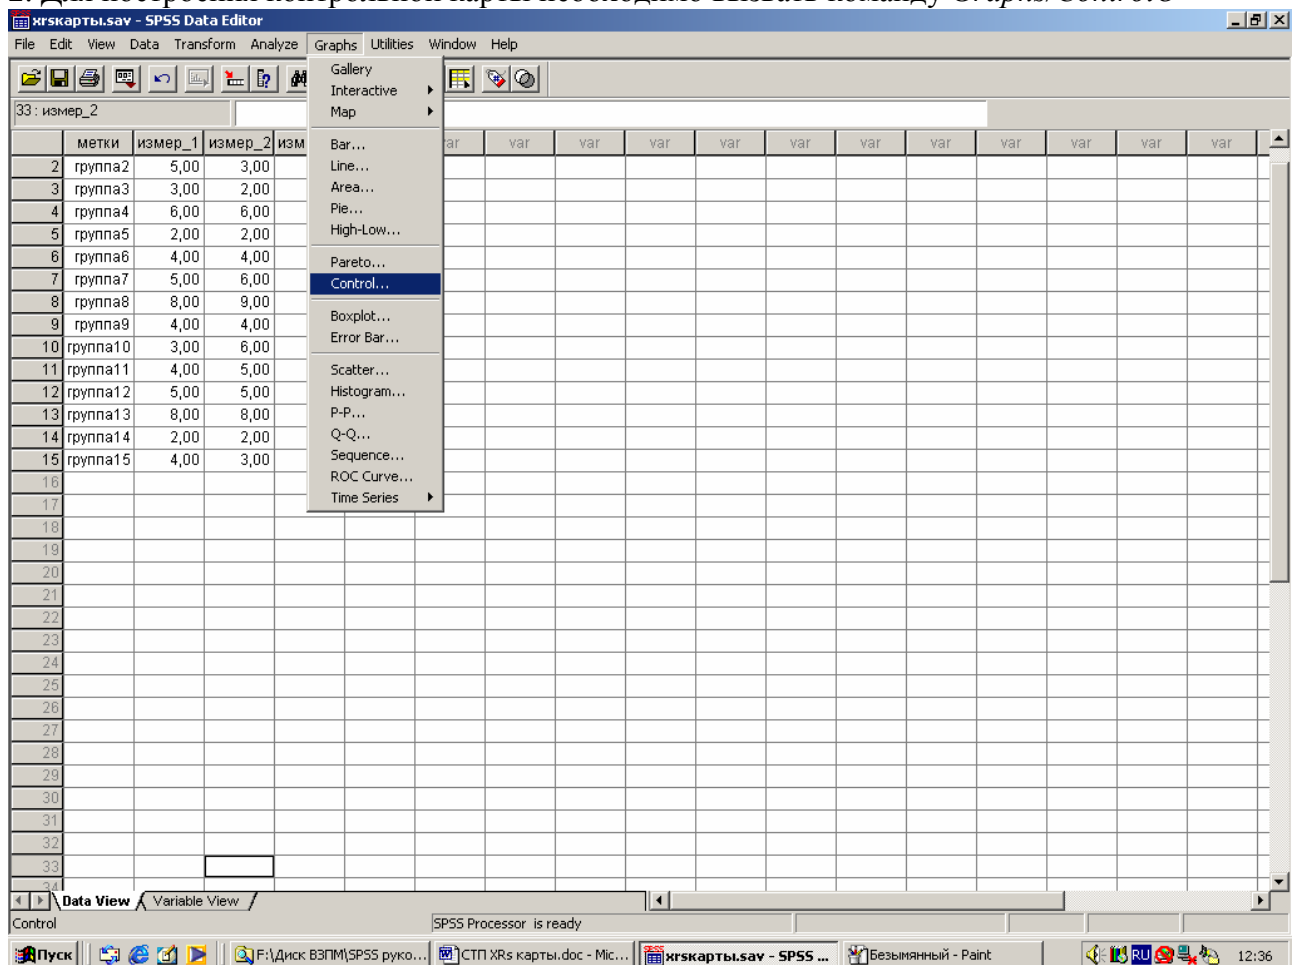 xrsкарты.sav - SPSS Data Editor
File Edit View Data Transform Analyze Graphs Utilities Window Help
33 : измер_2
метки измер_1 измер_2 изм var var var var var var var var var var var var
2 группа2 5,00 3,00
3 группа3 3,00 2,00
4 группа4 6,00 6,00
5 группа5 2,00 2,00
6 группа6 4,00 4,00
7 группа7 5,00 6,00
8 группа8 8,00 9,00
9 группа9 4,00 4,00
10 группа10 3,00 6,00
11 группа11 4,00 5,00
12 группа12 5,00 5,00
13 группа13 8,00 8,00
14 группа14 2,00 2,00
15 группа15 4,00 3,00
16
17
18
19
20
21
22
23
24
25
26
27
28
29
30
31
32
33
34
Gallery
Interactive
Map
Bar...
Line...
Area...
Pie...
High-Low...
Pareto...
Control...
Boxplot...
Error Bar...
Scatter...
Histogram...
P-P...
Q-Q...
Sequence...
ROC Curve...
Time Series
Data View Variable View
Control SPSS Processor is ready
Пуск F:\Диск ВЗПМ\SPSS руко... СТП XRs карты.doc - Mic... xrsкарты.sav - SPSS ... Безымянный - Paint RU 12:36